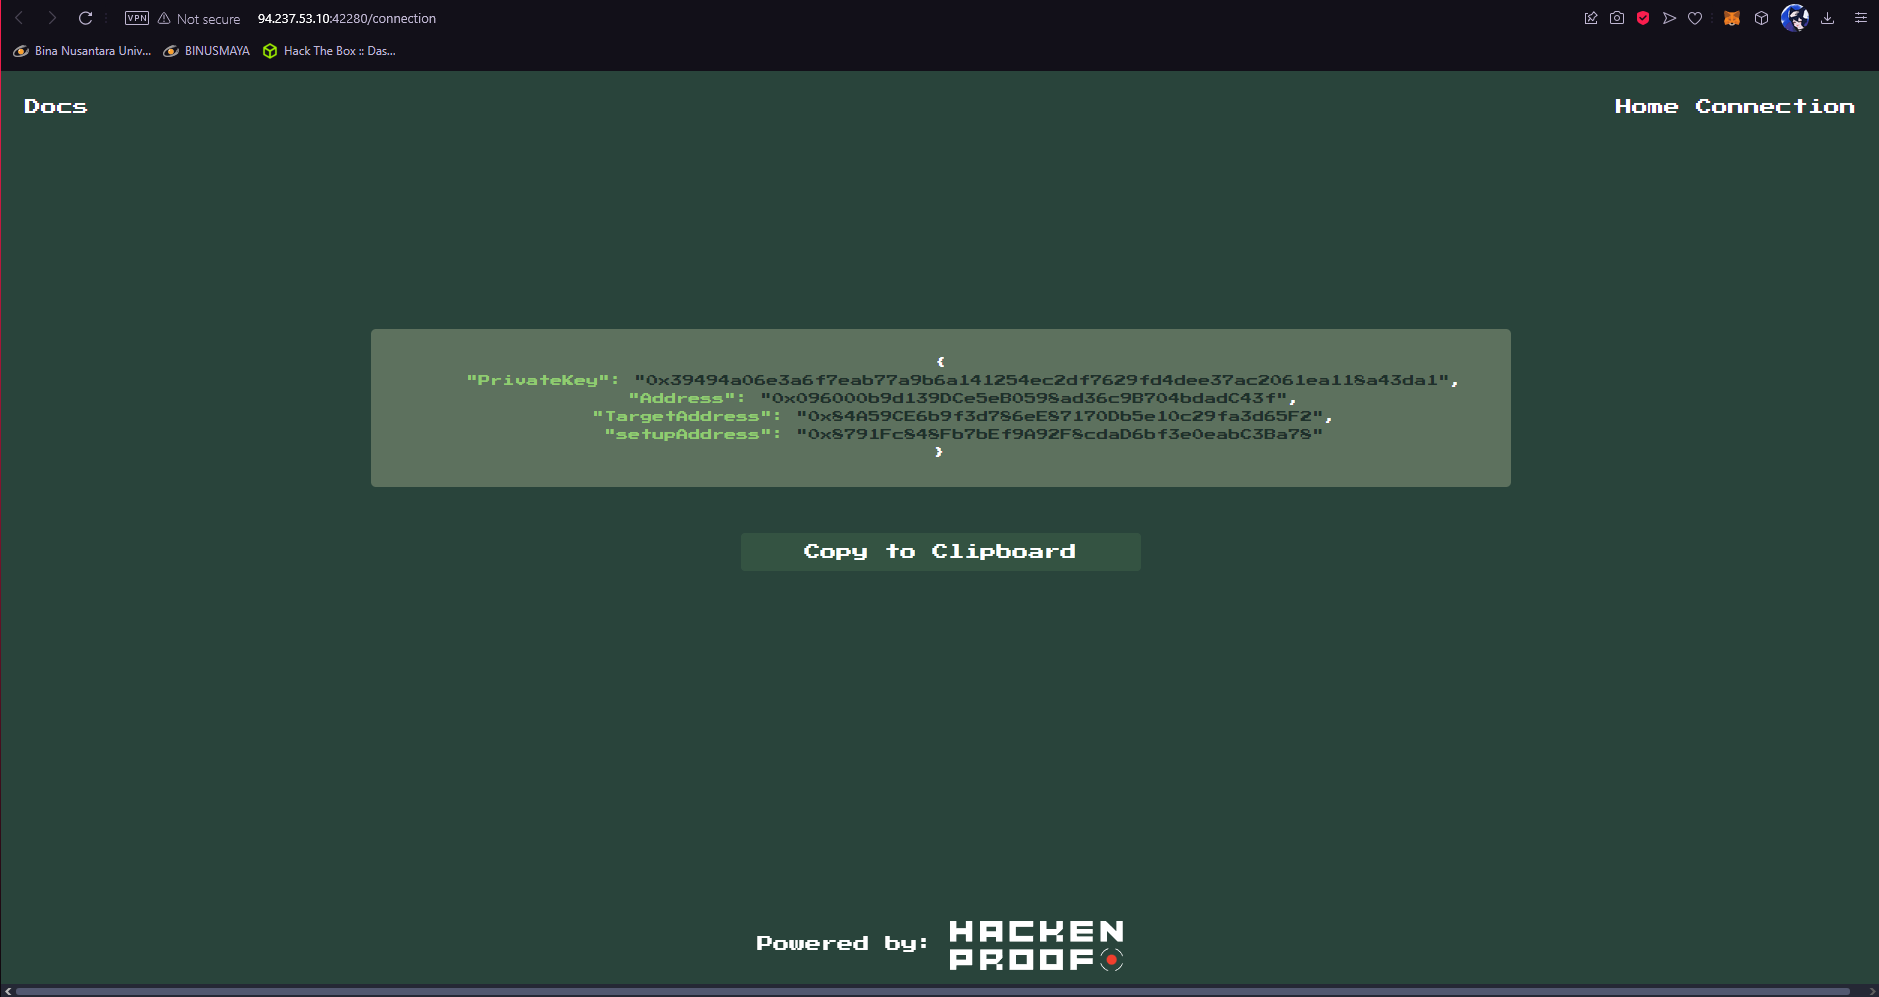 VPN Not secure 94.237.53.10:42280/connection
Bina Nusantara Univ... BINUSMAYA Hack The Box :: Das...
Docs
Home Connection
{
"PrivateKey": "0x39494a06e3a6f7eab77a9b6a141254ec2df7629fd4dee37ac2061ea118a43da1",
"Address": "0x096000b9d139DCe5eB0598ad36c9B704bdadC43f",
"TargetAddress": "0x84A59CE6b9f3d786eE87170Db5e10c29fa3d65F2",
"setupAddress": "0x8791Fc848Fb7bEf9A92F8cdaD6bf3e0eabC3Ba78"
}
Copy to Clipboard
Powered by: HACKEN
PROOF